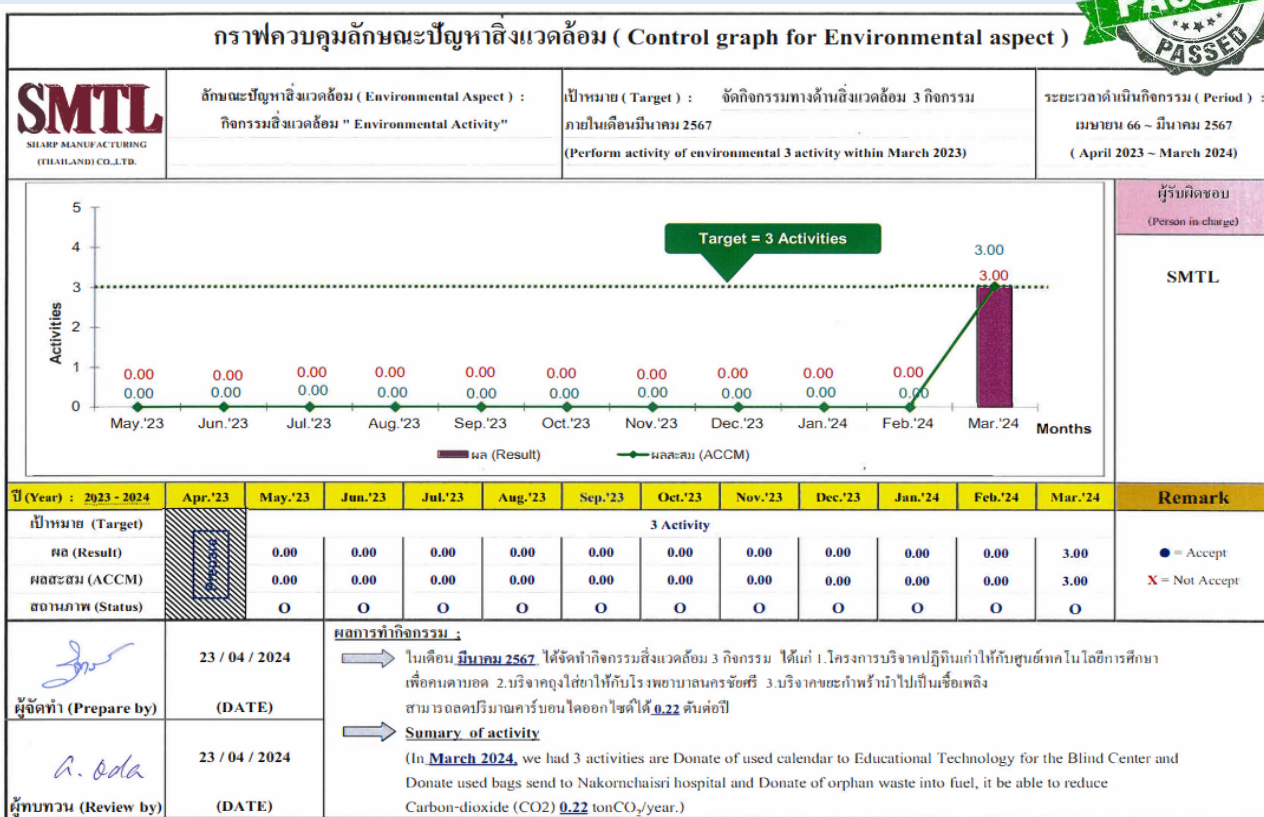 PASSED
PASSED
กราฟควบคุมลักษณะปัญหาสิ่งแวดล้อม ( Control graph for Environmental aspect )
SMTL
SHARP MANUFACTURING
(THAILAND) CO.,LTD.
ลักษณะปัญหาสิ่งแวดล้อม ( Environmental Aspect ) :
กิจกรรมสิ่งแวดล้อม " Environmental Activity"
เป้าหมาย ( Target ) : จัดกิจกรรมทางด้านสิ่งแวดล้อม 3 กิจกรรม
ภายในเดือนมีนาคม 2567
(Perform activity of environmental 3 activity within March 2023)
ระยะเวลาดำเนินกิจกรรม ( Period ) :
เมษายน 66 ~ มีนาคม 2567
( April 2023 ~ March 2024)
ผู้รับผิดชอบ
(Person in charge)
SMTL
Activities
5
4
3
2
1
0
Target = 3 Activities
3.00
3.00
0.00 0.00 0.00 0.00 0.00 0.00 0.00 0.00 0.00 0.00
0.00 0.00 0.00 0.00 0.00 0.00 0.00 0.00 0.00 0.00
May.'23 Jun.'23 Jul.'23 Aug.'23 Sep.'23 Oct.'23 Nov.'23 Dec.'23 Jan.'24 Feb.'24 Mar.'24 Months
ผล (Result) ผลสะสม (ACCM)
ปี (Year) : 2023 - 2024 Apr.'23 May.'23 Jun.'23 Jul.'23 Aug.'23 Sep.'23 Oct.'23 Nov.'23 Dec.'23 Jan.'24 Feb.'24 Mar.'24 Remark
เป้าหมาย (Target) Prepare 3 Activity
ผล (Result) 0.00 0.00 0.00 0.00 0.00 0.00 0.00 0.00 0.00 0.00 3.00 ● = Accept
ผลสะสม (ACCM) 0.00 0.00 0.00 0.00 0.00 0.00 0.00 0.00 0.00 0.00 3.00 X = Not Accept
สถานภาพ (Status) O O O O O O O O O O O
ผู้จัดทำ (Prepare by)
23 / 04 / 2024
(DATE)
ผลการทำกิจกรรม :
ในเดือน มีนาคม 2567 ได้จัดทำกิจกรรมสิ่งแวดล้อม 3 กิจกรรม ได้แก่ 1.โครงการบริจาคปฏิทินเก่าให้กับศูนย์เทคโนโลยีการศึกษา
เพื่อคนตาบอด 2.บริจาคถุงใส่ยาให้กับโรงพยาบาลนครชัยศรี 3.บริจาคขยะกำพร้านำไปเป็นเชื้อเพลิง
สามารถลดปริมาณคาร์บอนไดออกไซด์ได้ 0.22 ตันต่อปี
Sumary of activity
(In March 2024, we had 3 activities are Donate of used calendar to Educational Technology for the Blind Center and
Donate used bags send to Nakornchaisri hospital and Donate of orphan waste into fuel, it be able to reduce
Carbon-dioxide (CO2) 0.22 tonCO2/year.)
A. Oda
ผู้ทบทวน (Review by)
23 / 04 / 2024
(DATE)